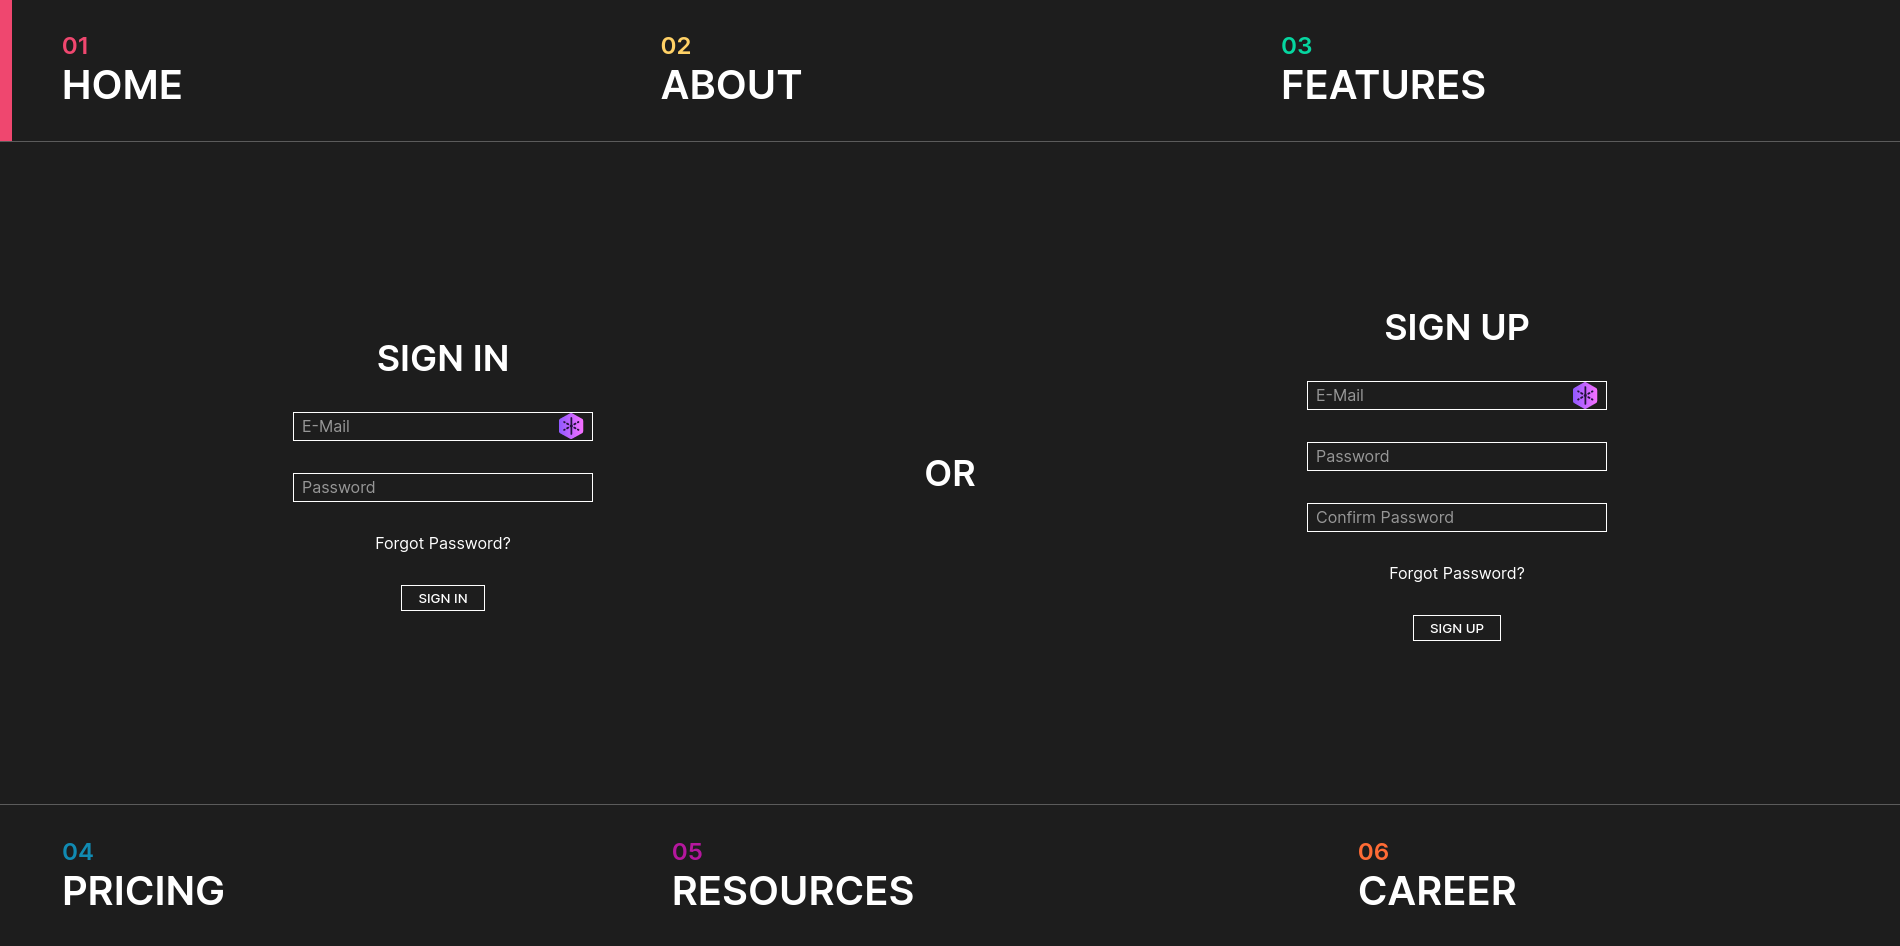 01
HOME
02
ABOUT
03
FEATURES
SIGN IN
E-Mail
Password
Forgot Password?
SIGN IN
OR
SIGN UP
E-Mail
Password
Confirm Password
Forgot Password?
SIGN UP
04
PRICING
05
RESOURCES
06
CAREER